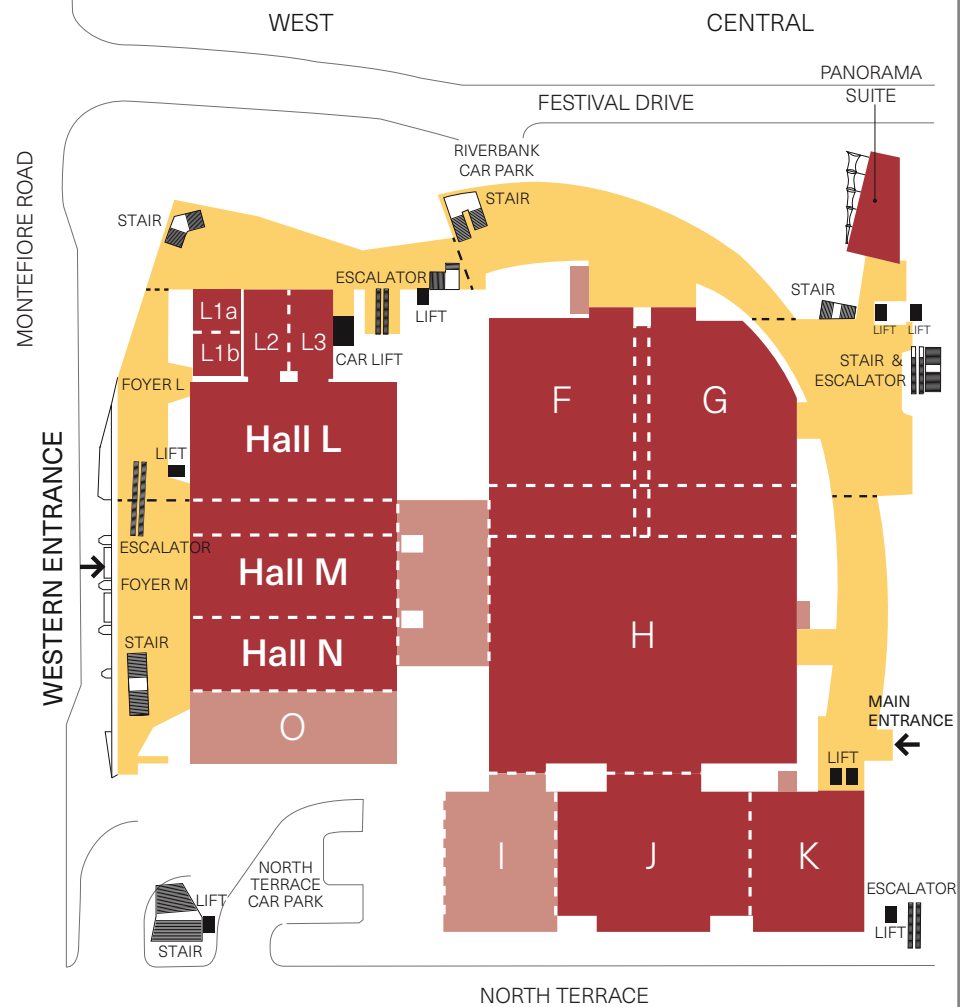 WEST
CENTRAL
PANORAMA
SUITE
FESTIVAL DRIVE
RIVERBANK
CAR PARK
MONTEFIORE ROAD
STAIR
STAIR
ESCALATOR
LIFT
STAIR
LIFT
LIFT
L1a
L1b
L2
L3
CAR LIFT
STAIR &
ESCALATOR
FOYER L
F
G
Hall L
LIFT
WESTERN ENTRANCE
ESCALATOR
FOYER M
Hall M
STAIR
Hall N
H
O
MAIN
ENTRANCE
LIFT
I
J
K
NORTH
TERRACE
CAR PARK
LIFT
STAIR
ESCALATOR
LIFT
NORTH TERRACE